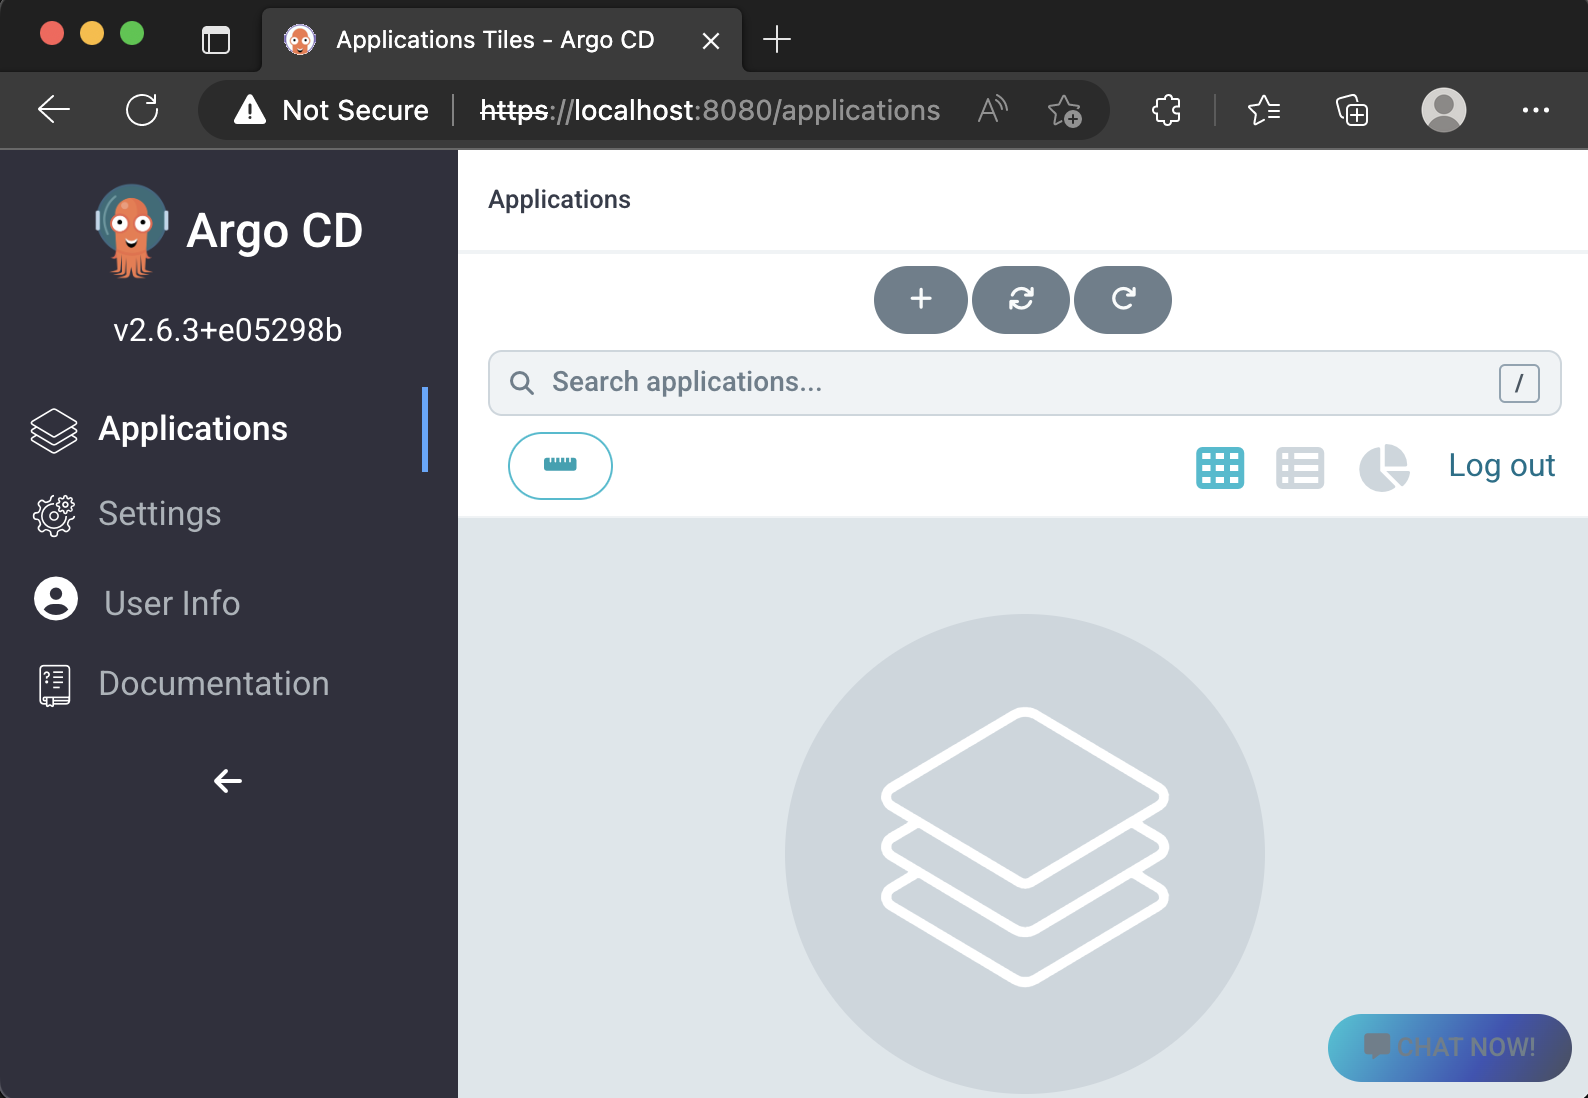 Applications Tiles - Argo CD
Not Secure
https://localhost:8080/applications
Argo CD
v2.6.3+e05298b
Applications
Settings
User Info
Documentation
Applications
Search applications...
/
Log out
CHAT NOW!